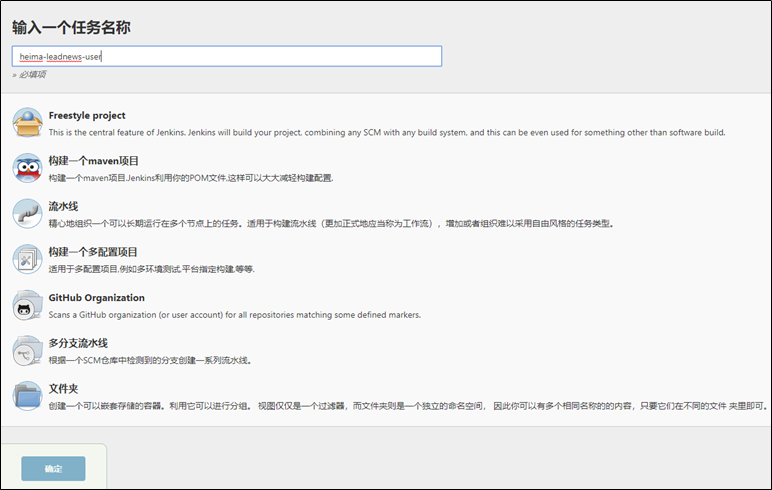 输入一个任务名称
heima-leadnews-user
» 必填项
Freestyle project
This is the central feature of Jenkins. Jenkins will build your project, combining any SCM with any build system, and this can be even used for something other than software build.
构建一个maven项目
构建一个maven项目.Jenkins利用你的POM文件,这样可以大大减轻构建配置.
流水线
精心地组织一个可以长期运行在多个节点上的任务。适用于构建流水线（更加正式地应当称为工作流），增加或者组织难以采用自由风格的任务类型。
构建一个多配置项目
适用于多配置项目,例如多环境测试,平台指定构建,等等.
GitHub Organization
Scans a GitHub organization (or user account) for all repositories matching some defined markers.
多分支流水线
根据一个SCM仓库中检测到的分支创建一系列流水线。
文件夹
创建一个可以嵌套存储的容器。利用它可以进行分组。 视图仅仅是一个过滤器，而文件夹则是一个独立的命名空间， 因此你可以有多个相同名称的的内容，只要它们在不同的文件 夹里即可。
确定